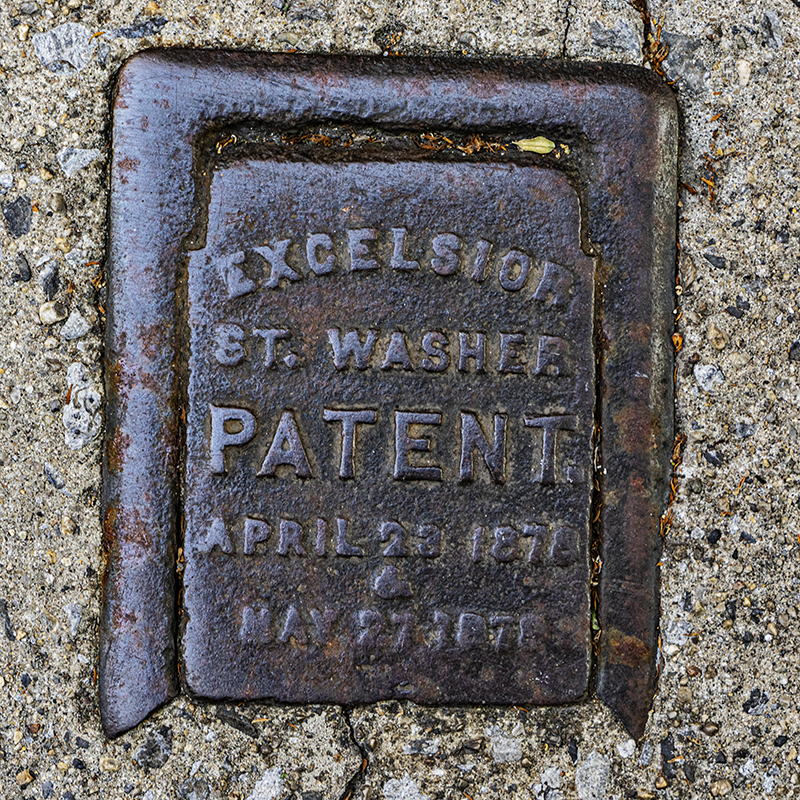 EXCELSIOR
ST. WASHER
PATENT.
APRIL 23 1878
&
MAY 27